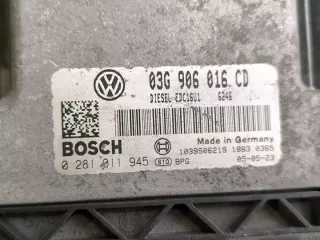 03G 906 016 CD
DIESEL EDC16U1 6246
BOSCH
Made in Germany
1039S06219 1883 0365
0 281 011 945 BPG 05-05-23